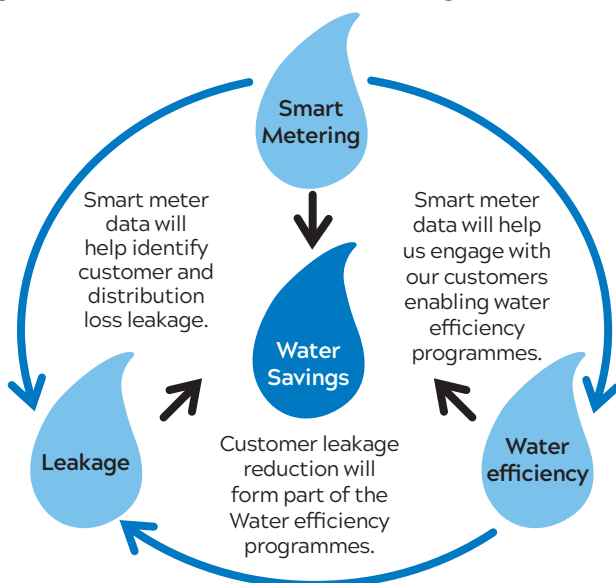 Smart
Metering
Smart meter
data will
help identify
customer and
distribution
loss leakage.
Smart meter
data will help
us engage with
our customers
enabling water
efficiency
programmes.
Water
Savings
Leakage
Customer leakage
reduction will
form part of the
Water efficiency
programmes.
Water
efficiency